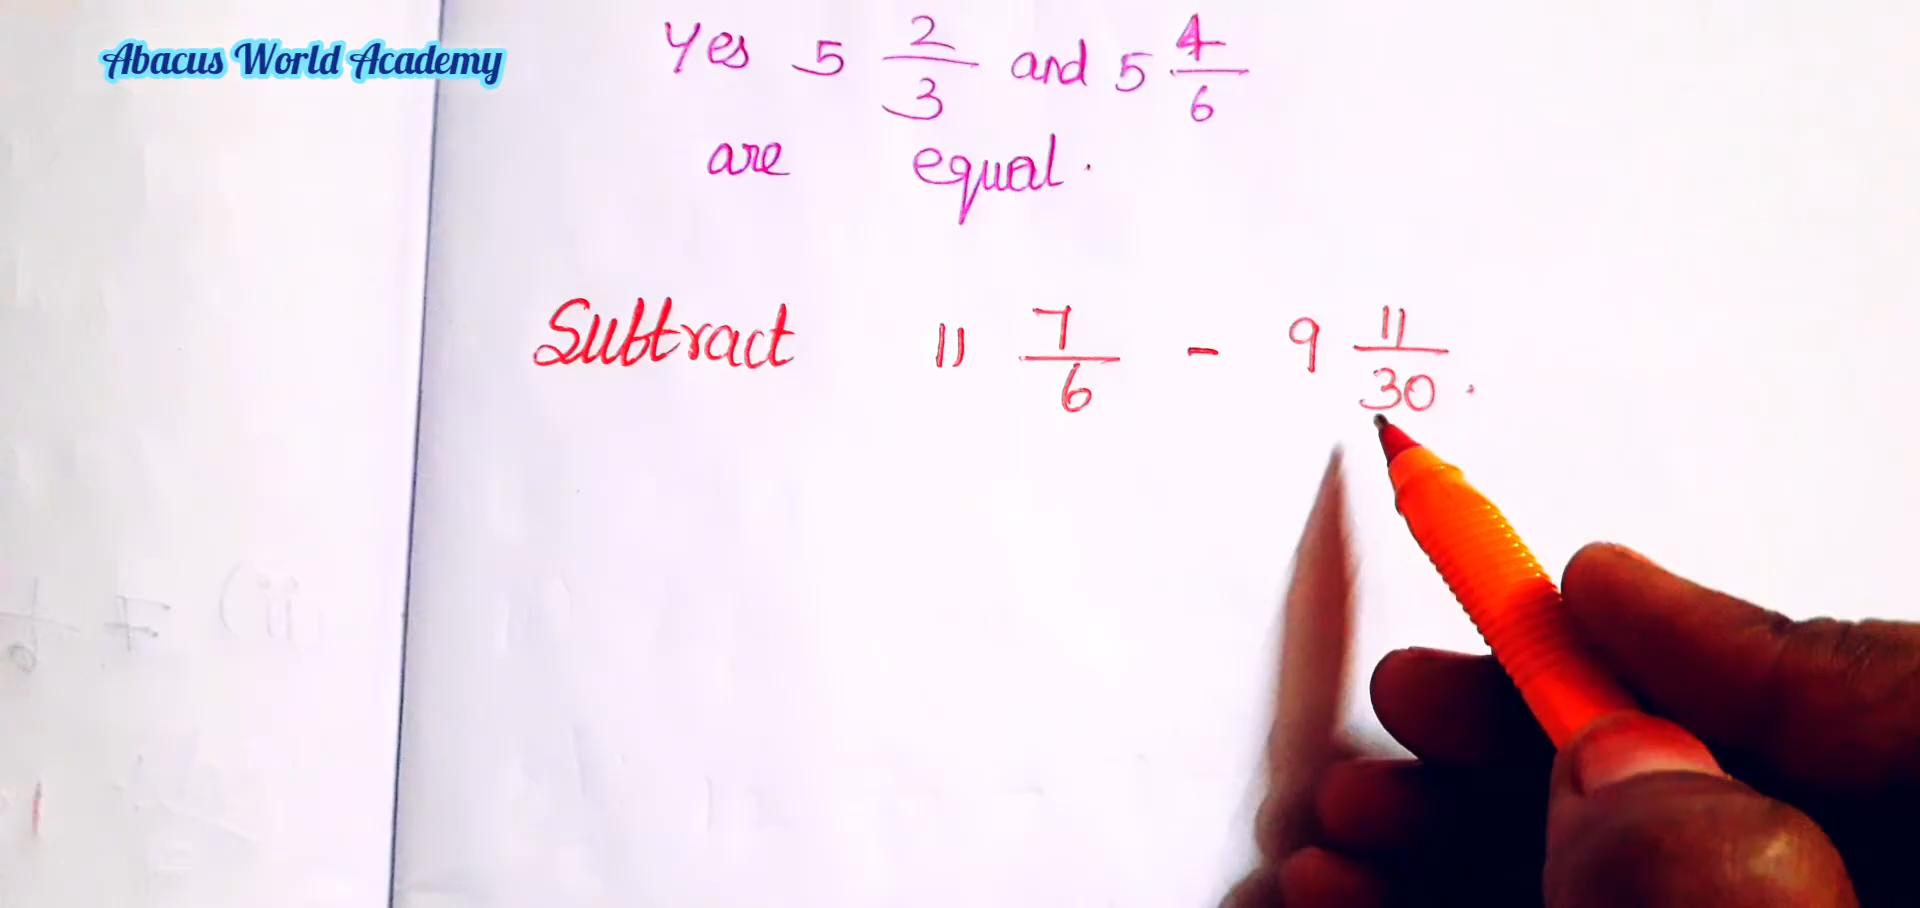 Abacus World Academy
Yes 5 2/3 and 5 4/6
are equal.
Subtract 11 7/6 - 9 11/30.